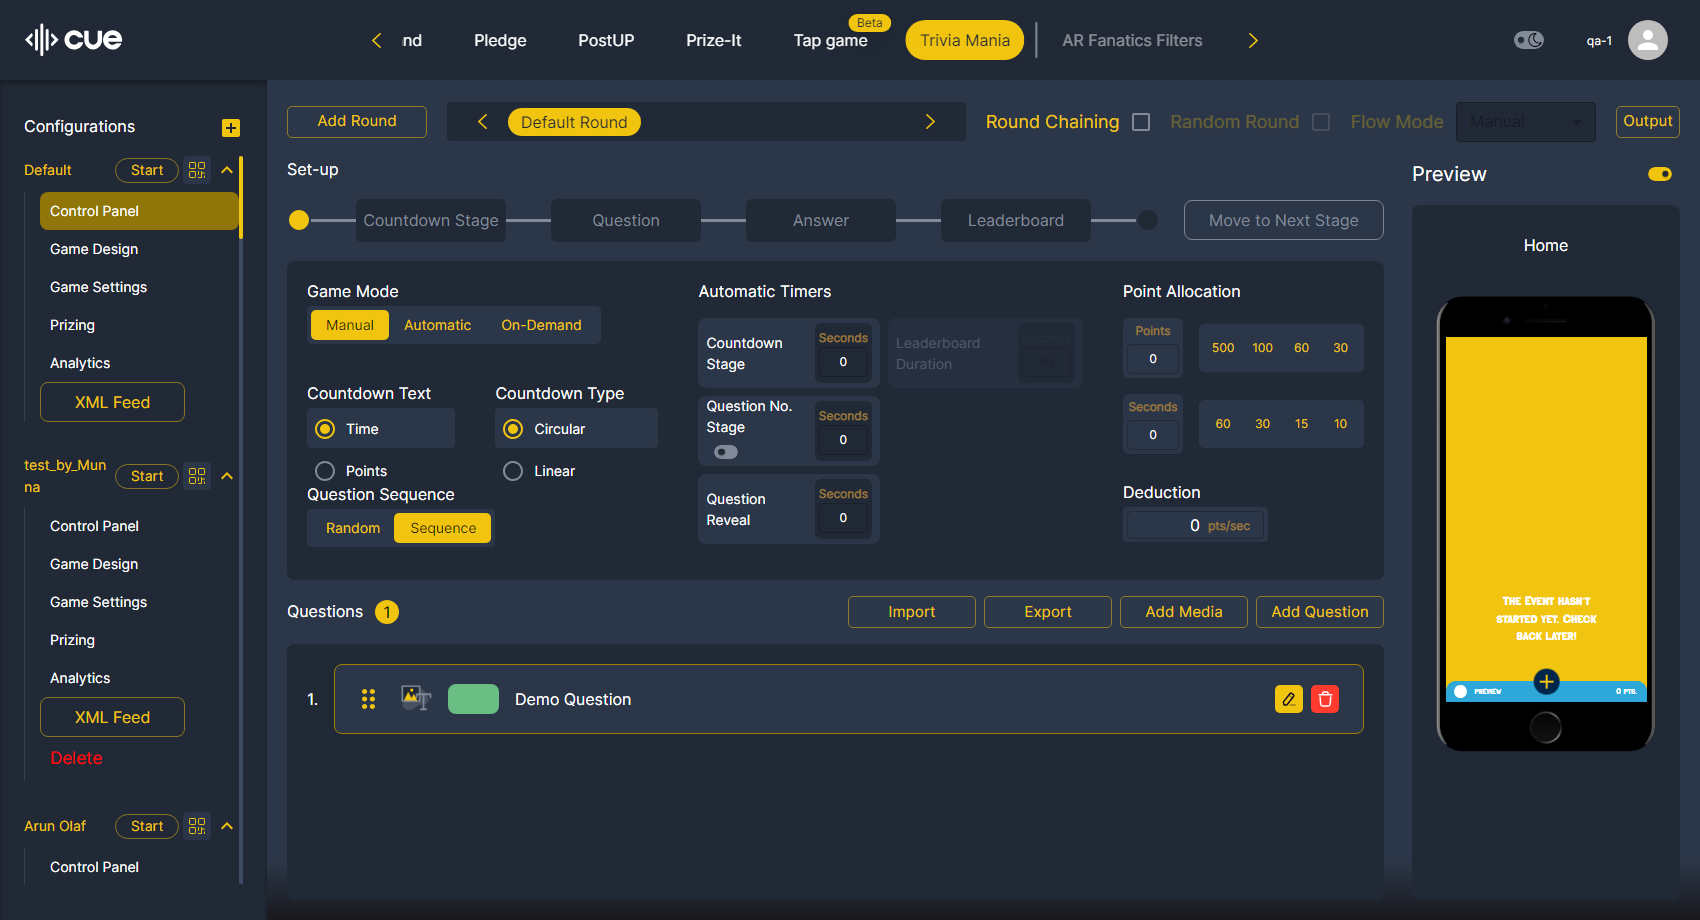 cue
nd
Pledge
PostUP
Prize-It
Tap game
Beta
Trivia Mania
AR Fanatics Filters
qa-1
Configurations
Default
Start
Control Panel
Game Design
Game Settings
Prizing
Analytics
XML Feed
test_by_Mun
na
Start
Control Panel
Game Design
Game Settings
Prizing
Analytics
XML Feed
Delete
Arun Olaf
Start
Control Panel
Add Round
Default Round
Round Chaining
Random Round
Flow Mode
Manual
Output
Set-up
Countdown Stage
Question
Answer
Leaderboard
Move to Next Stage
Game Mode
Manual
Automatic
On-Demand
Countdown Text
Time
Points
Countdown Type
Circular
Linear
Question Sequence
Random
Sequence
Automatic Timers
Countdown
Stage
Seconds
0
Leaderboard
Duration
Seconds
10
Question No.
Stage
Seconds
0
Question
Reveal
Seconds
0
Point Allocation
Points
0
500 100 60 30
Seconds
0
60 30 15 10
Deduction
0 pts/sec
Questions 1
Import
Export
Add Media
Add Question
1.
Demo Question
Preview
Home
The Event hasn't
started yet. Check
back later!
PREVIEW
0 PTS.